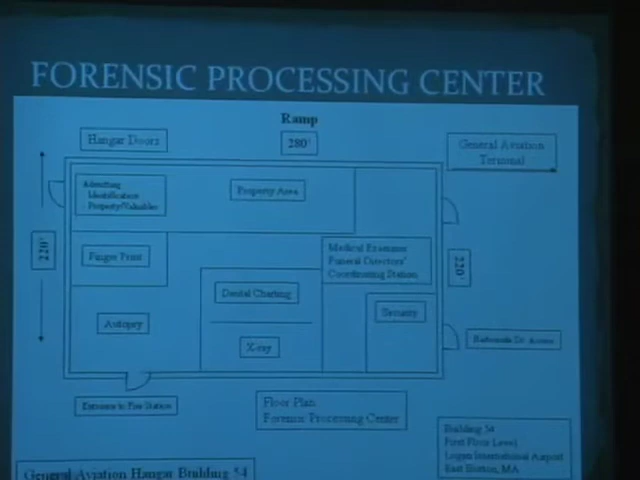 FORENSIC PROCESSING CENTER
Ramp
Hangar Doors
280'
General Aviation
Terminal
Admitting
Identification
Property/Valuables
Property Area
220'
Finger Print
Medical Examiner
Funeral Directors'
Coordinating Station
220'
Dental Charting
Autopsy
Security
X-ray
Harborside Dr. Access
Entrance to Fire Station
Floor Plan
Forensic Processing Center
Building 54
First Floor Level
Logan International Airport
East Boston, MA
General Aviation Hangar Building 54